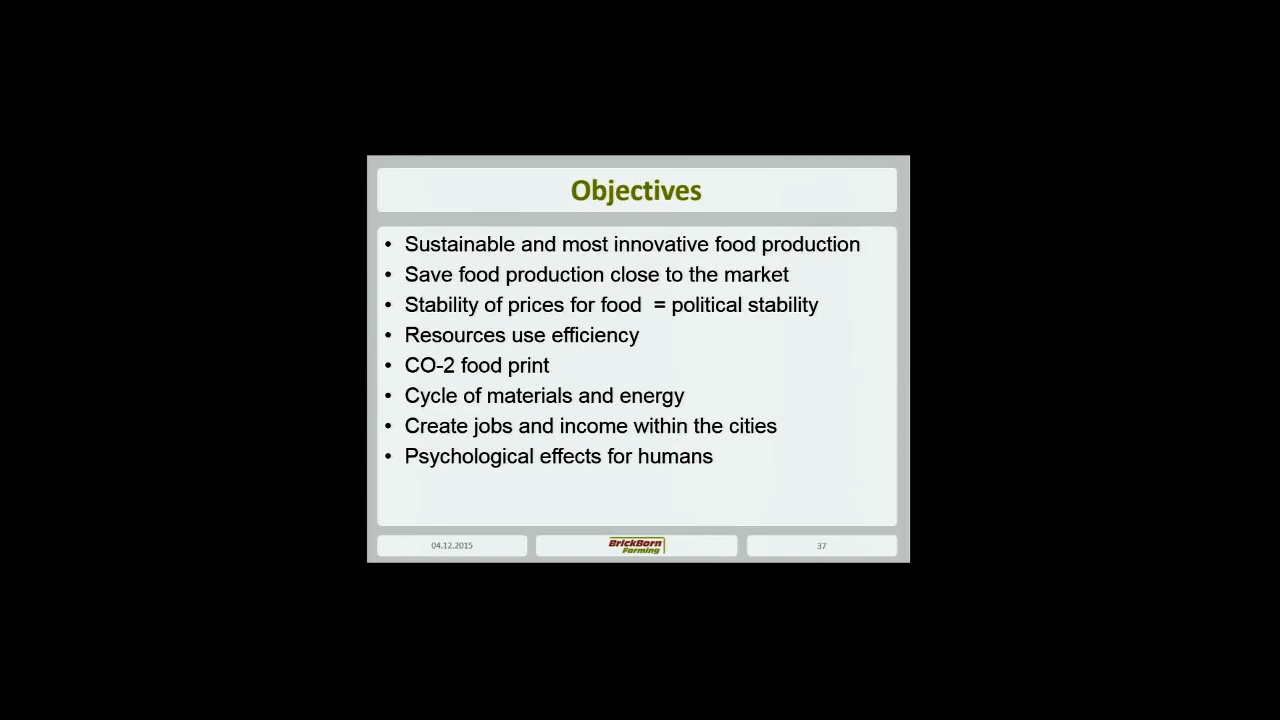 Objectives
• Sustainable and most innovative food production
• Save food production close to the market
• Stability of prices for food = political stability
• Resources use efficiency
• CO-2 food print
• Cycle of materials and energy
• Create jobs and income within the cities
• Psychological effects for humans
04.12.2015
BrickBorn
Farming
37